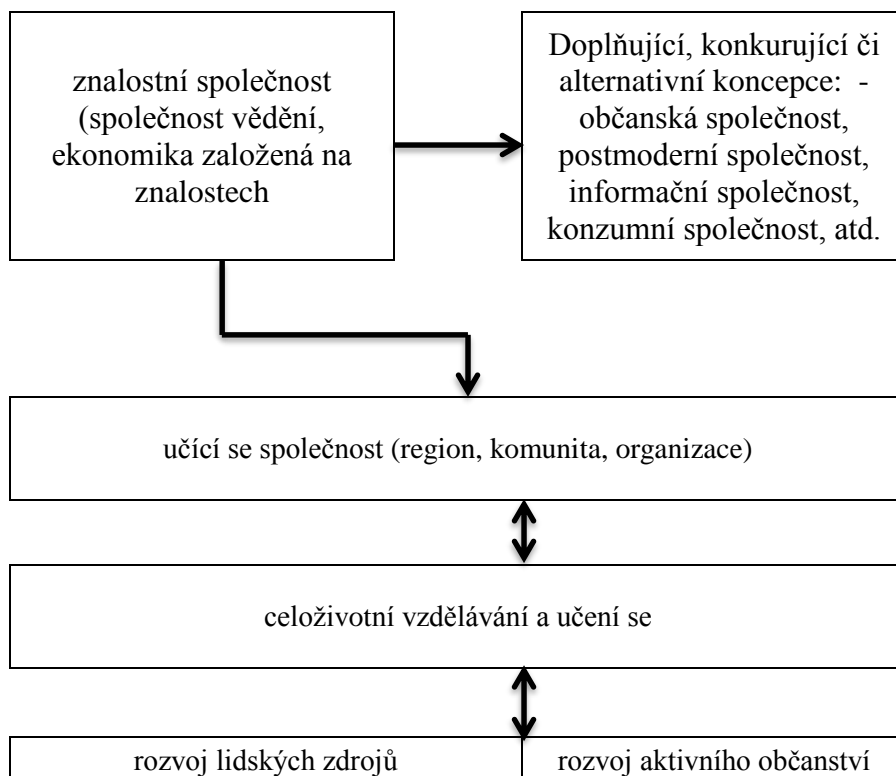 znalostní společnost
(společnost vědění,
ekonomika založená na
znalostech
Doplňující, konkurující či
alternativní koncepce:  -
občanská společnost,
postmoderní společnost,
informační společnost,
konzumní společnost, atd.
učící se společnost (region, komunita, organizace)
celoživotní vzdělávání a učení se
rozvoj lidských zdrojů
rozvoj aktivního občanství